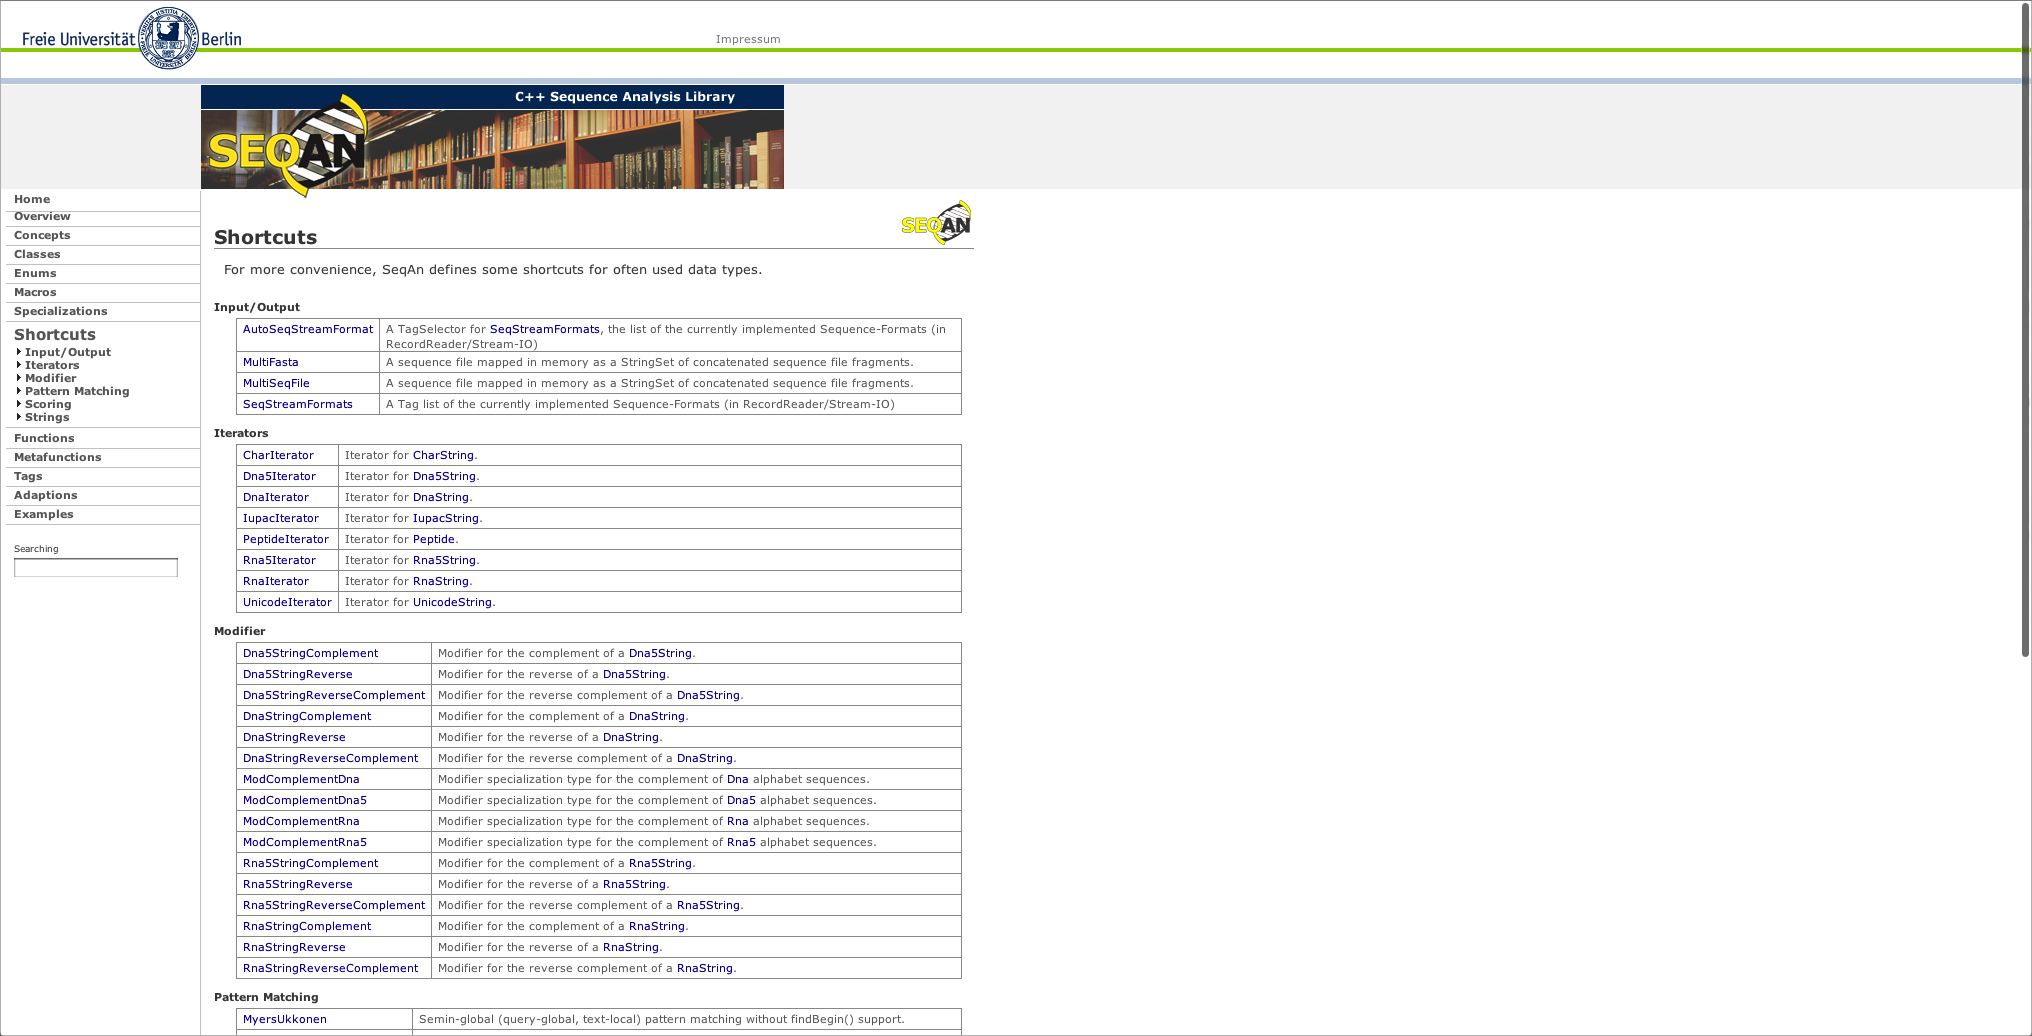 Freie Universität Berlin
Impressum
C++ Sequence Analysis Library
SEQAN
Home
Overview
Concepts
Classes
Enums
Macros
Specializations
Shortcuts
Input/Output
Iterators
Modifier
Pattern Matching
Scoring
Strings
Functions
Metafunctions
Tags
Adaptions
Examples
Searching
SEQAN
Shortcuts
For more convenience, SeqAn defines some shortcuts for often used data types.
Input/Output
AutoSeqStreamFormat A TagSelector for SeqStreamFormats, the list of the currently implemented Sequence-Formats (in
RecordReader/Stream-IO)
MultiFasta A sequence file mapped in memory as a StringSet of concatenated sequence file fragments.
MultiSeqFile A sequence file mapped in memory as a StringSet of concatenated sequence file fragments.
SeqStreamFormats A Tag list of the currently implemented Sequence-Formats (in RecordReader/Stream-IO)
Iterators
CharIterator Iterator for CharString.
Dna5Iterator Iterator for Dna5String.
DnaIterator Iterator for DnaString.
IupacIterator Iterator for IupacString.
PeptideIterator Iterator for Peptide.
Rna5Iterator Iterator for Rna5String.
RnaIterator Iterator for RnaString.
UnicodeIterator Iterator for UnicodeString.
Modifier
Dna5StringComplement Modifier for the complement of a Dna5String.
Dna5StringReverse Modifier for the reverse of a Dna5String.
Dna5StringReverseComplement Modifier for the reverse complement of a Dna5String.
DnaStringComplement Modifier for the complement of a DnaString.
DnaStringReverse Modifier for the reverse of a DnaString.
DnaStringReverseComplement Modifier for the reverse complement of a DnaString.
ModComplementDna Modifier specialization type for the complement of Dna alphabet sequences.
ModComplementDna5 Modifier specialization type for the complement of Dna5 alphabet sequences.
ModComplementRna Modifier specialization type for the complement of Rna alphabet sequences.
ModComplementRna5 Modifier specialization type for the complement of Rna5 alphabet sequences.
Rna5StringComplement Modifier for the complement of a Rna5String.
Rna5StringReverse Modifier for the reverse of a Rna5String.
Rna5StringReverseComplement Modifier for the reverse complement of a Rna5String.
RnaStringComplement Modifier for the complement of a RnaString.
RnaStringReverse Modifier for the reverse of a RnaString.
RnaStringReverseComplement Modifier for the reverse complement of a RnaString.
Pattern Matching
MyersUkkonen Semin-global (query-global, text-local) pattern matching without findBegin() support.